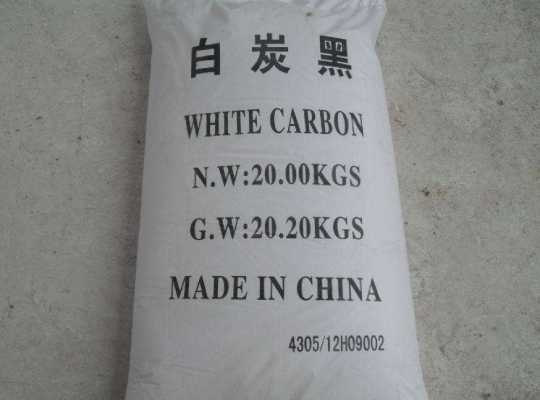 白炭黑
WHITE CARBON
N.W:20.00KGS
G.W:20.20KGS
MADE IN CHINA
4305/12H09002